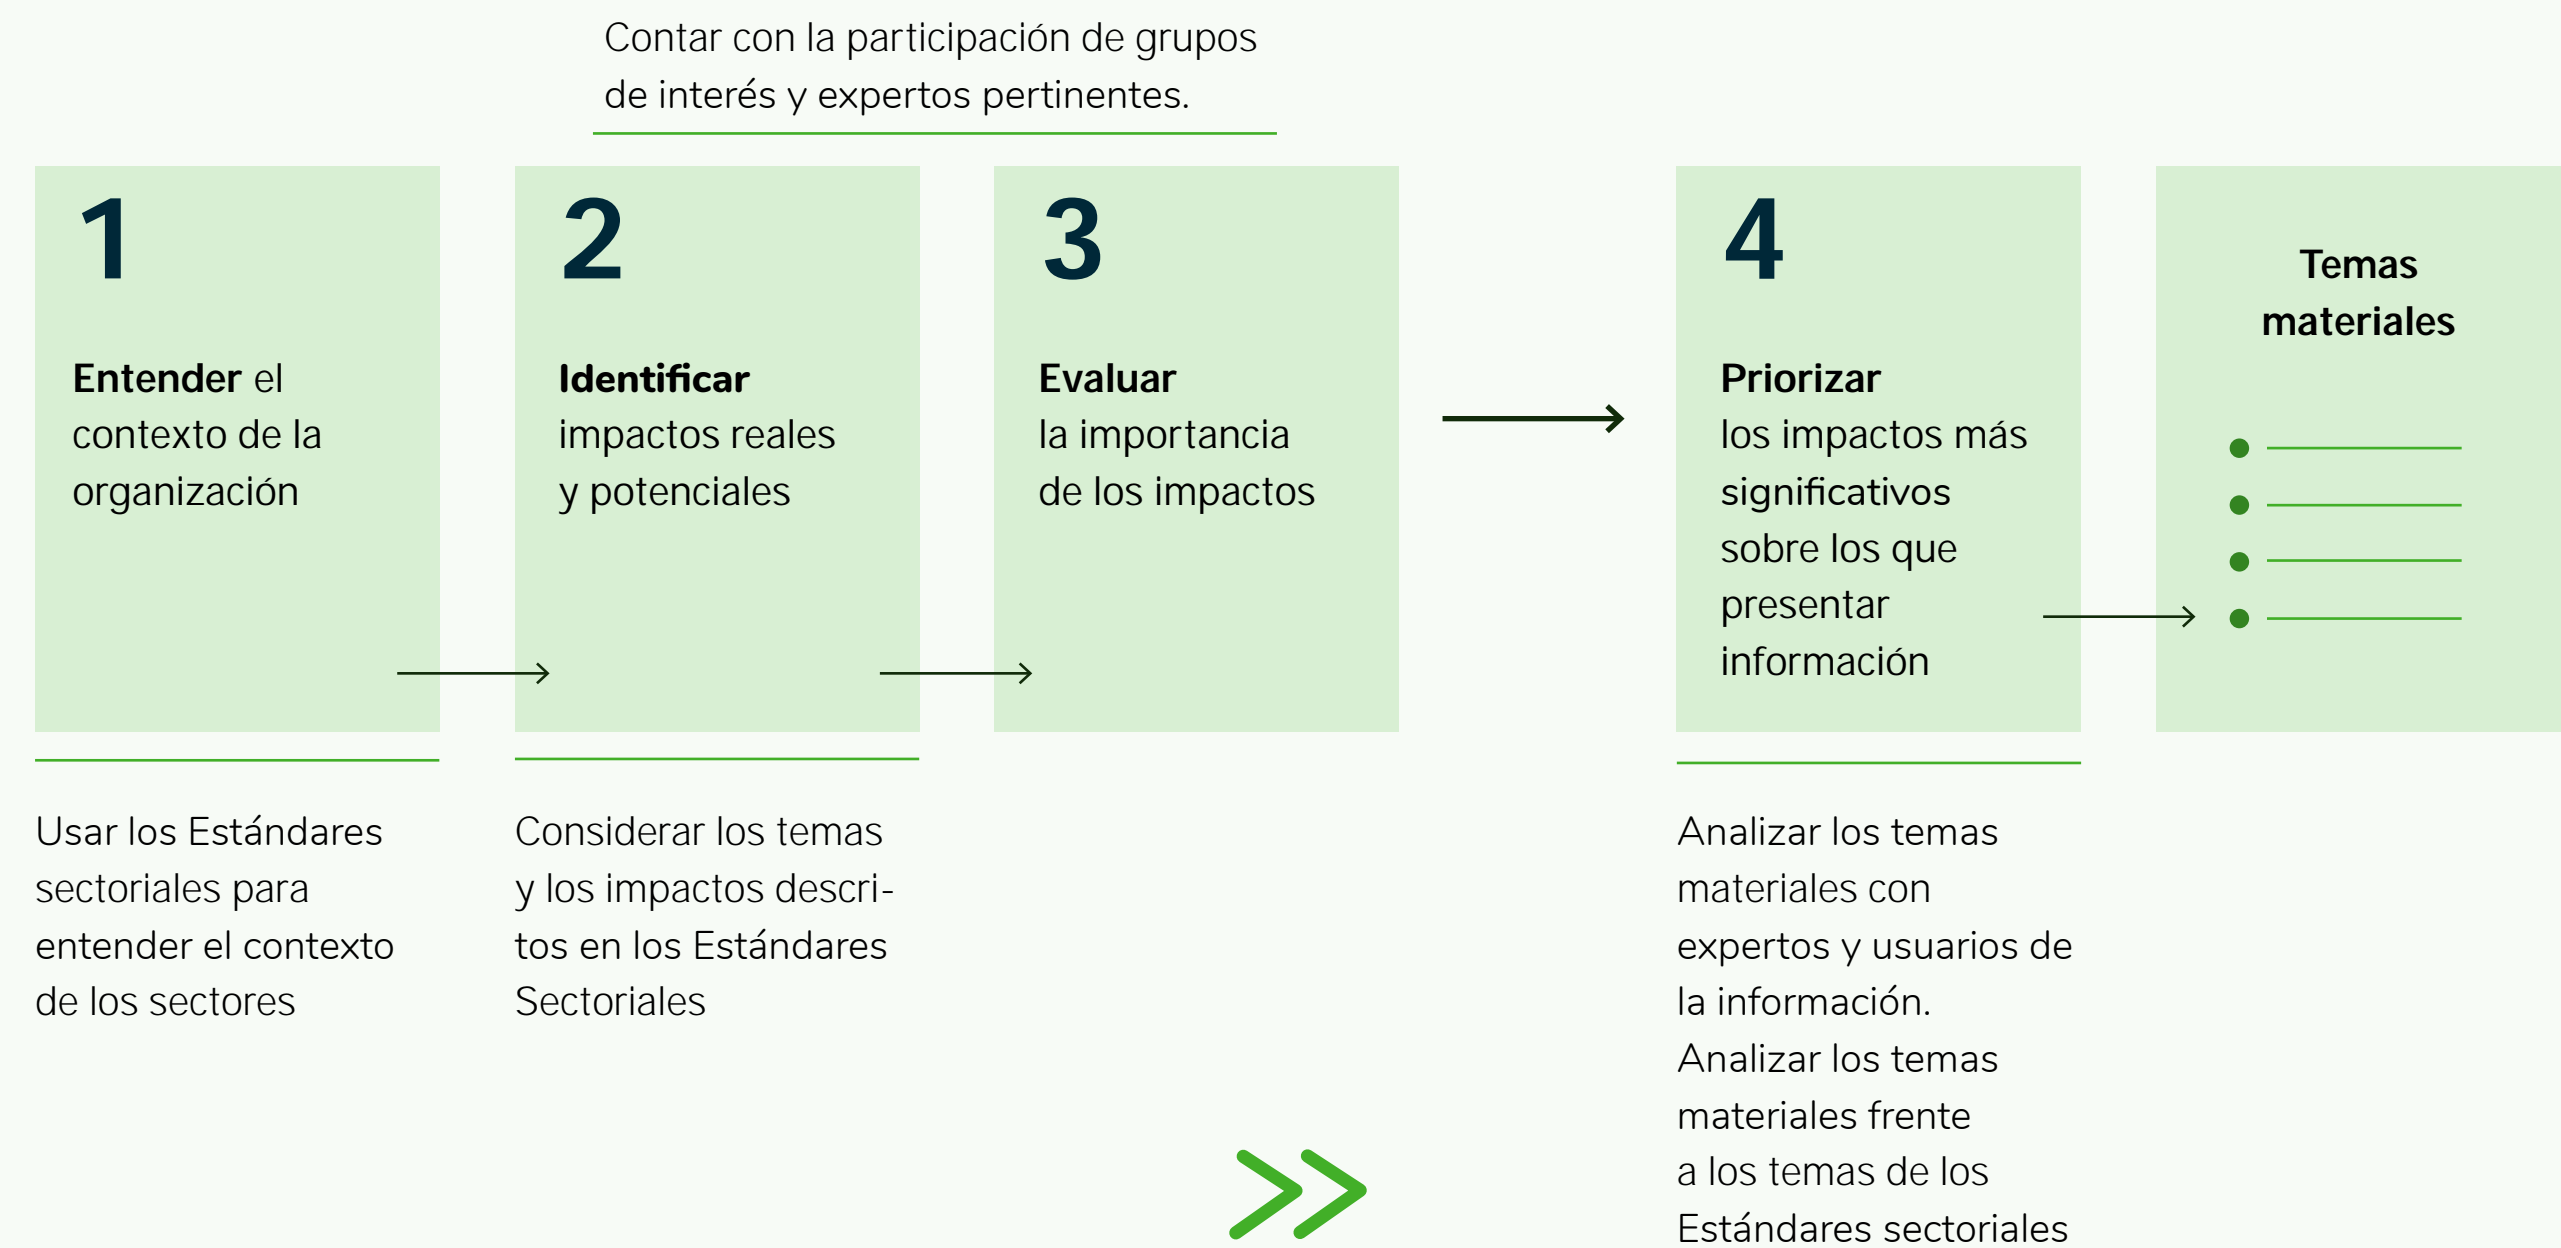 Contar con la participación de grupos
de interés y expertos pertinentes.
1
Entender el
contexto de la
organización
2
Identificar
impactos reales
y potenciales
3
Evaluar
la importancia
de los impactos
4
Priorizar
los impactos más
significativos
sobre los que
presentar
información
Temas
materiales
Usar los Estándares
sectoriales para
entender el contexto
de los sectores
Considerar los temas
y los impactos descri-
tos en los Estándares
Sectoriales
Analizar los temas
materiales con
expertos y usuarios de
la información.
Analizar los temas
materiales frente
a los temas de los
Estándares sectoriales